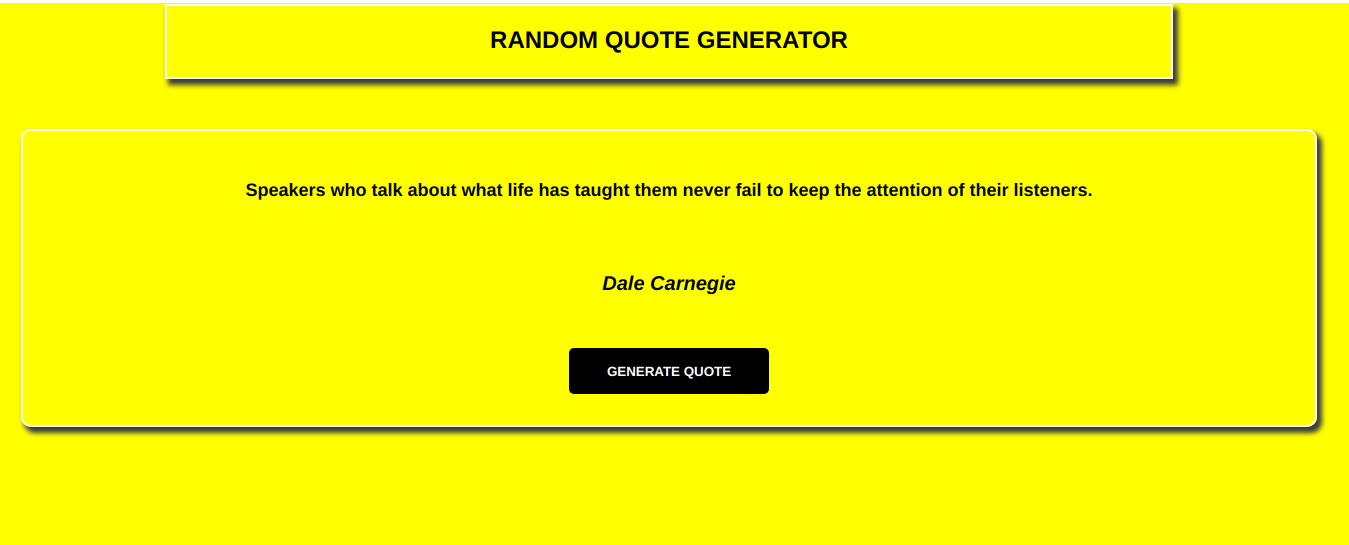 RANDOM QUOTE GENERATOR
Speakers who talk about what life has taught them never fail to keep the attention of their listeners.
Dale Carnegie
GENERATE QUOTE